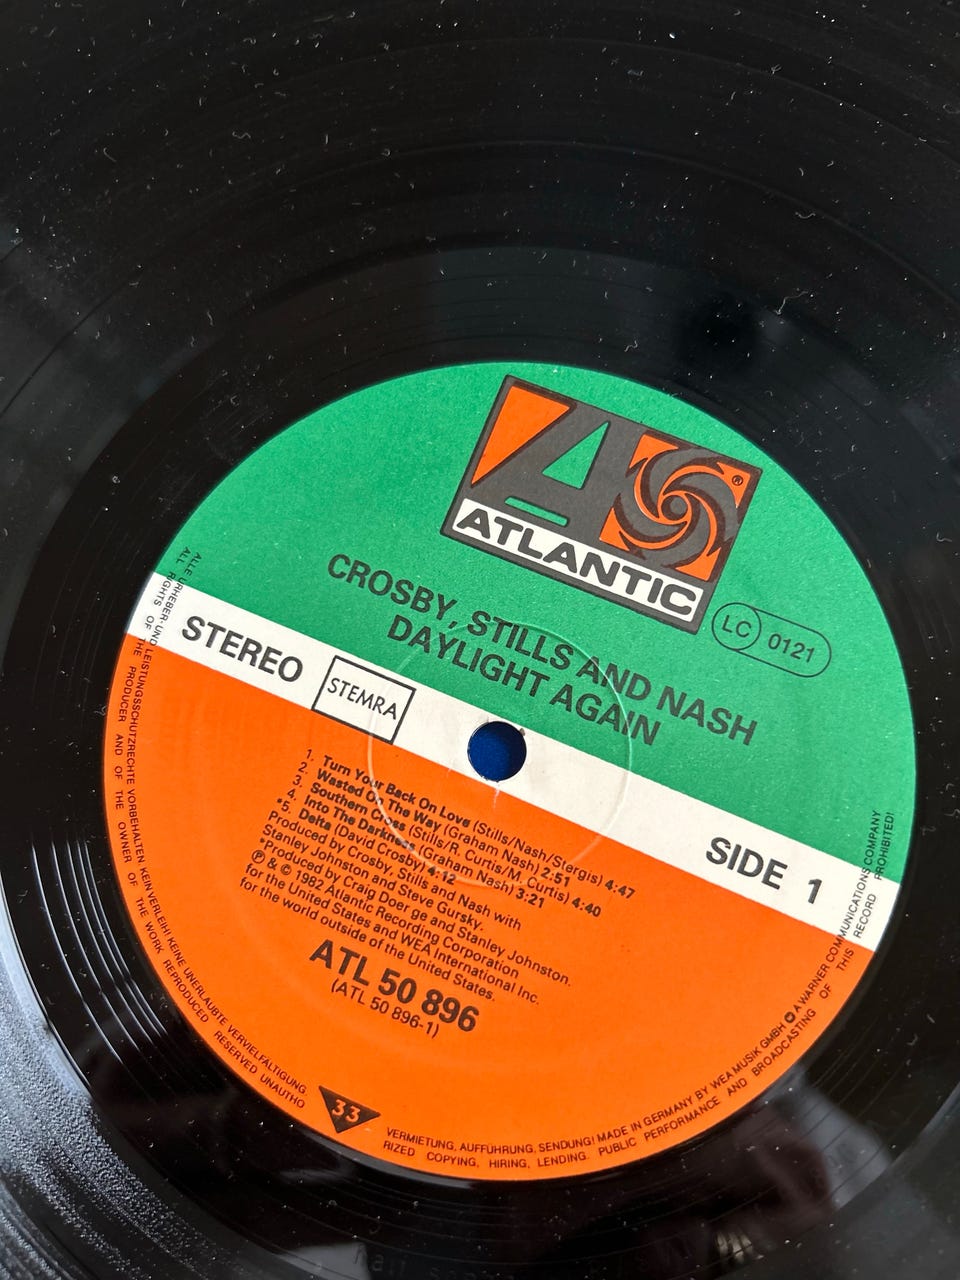 ATLANTIC
®
LC 0121
CROSBY, STILLS AND NASH
DAYLIGHT AGAIN
STEREO
STEMRA
SIDE 1
1. Turn Your Back On Love (Stills/Nash/Stergis) 4:47
2. Wasted On The Way (Graham Nash) 2:51
3. Southern Cross (Stills/R. Curtis/M. Curtis) 4:40
4. Into The Darkness (Graham Nash) 3:21
*5. Delta (David Crosby) 4:12
Produced by Crosby, Stills and Nash with
Stanley Johnston and Steve Gursky.
*Produced by Craig Doerge and Stanley Johnston.
℗ & © 1982 Atlantic Recording Corporation
for the United States and WEA International Inc.
for the world outside of the United States.
ATL 50 896
(ATL 50 896-1)
33
ALLE URHEBER- UND LEISTUNGSSCHUTZRECHTE VORBEHALTEN KEIN VERLEIH! KEINE UNERLAUBTE VERVIELFÄLTIGUNG, VERMIETUNG, AUFFÜHRUNG, SENDUNG! MADE IN GERMANY BY WEA MUSIK GMBH A WARNER COMMUNICATIONS COMPANY
ALL RIGHTS OF THE PRODUCER AND OF THE OWNER OF THE WORK REPRODUCED RESERVED UNAUTHORIZED COPYING, HIRING, LENDING. PUBLIC PERFORMANCE AND BROADCASTING OF THIS RECORD PROHIBITED!